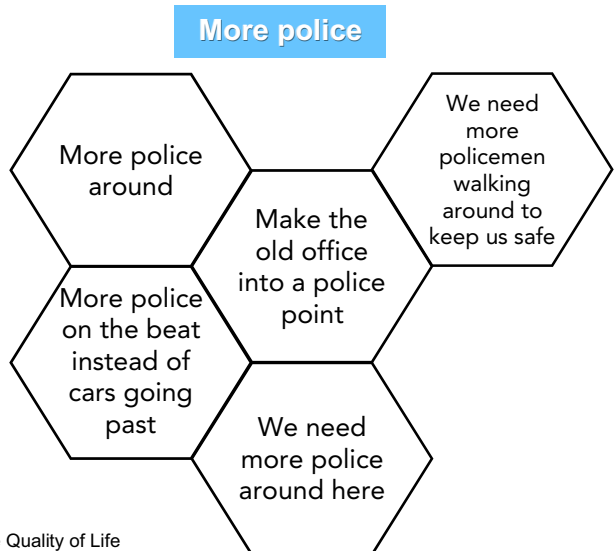 More police
More police
around
We need
more
policemen
walking
around to
keep us safe
Make the
old office
into a police
point
More police
on the beat
instead of
cars going
past
We need
more police
around here
Quality of Life